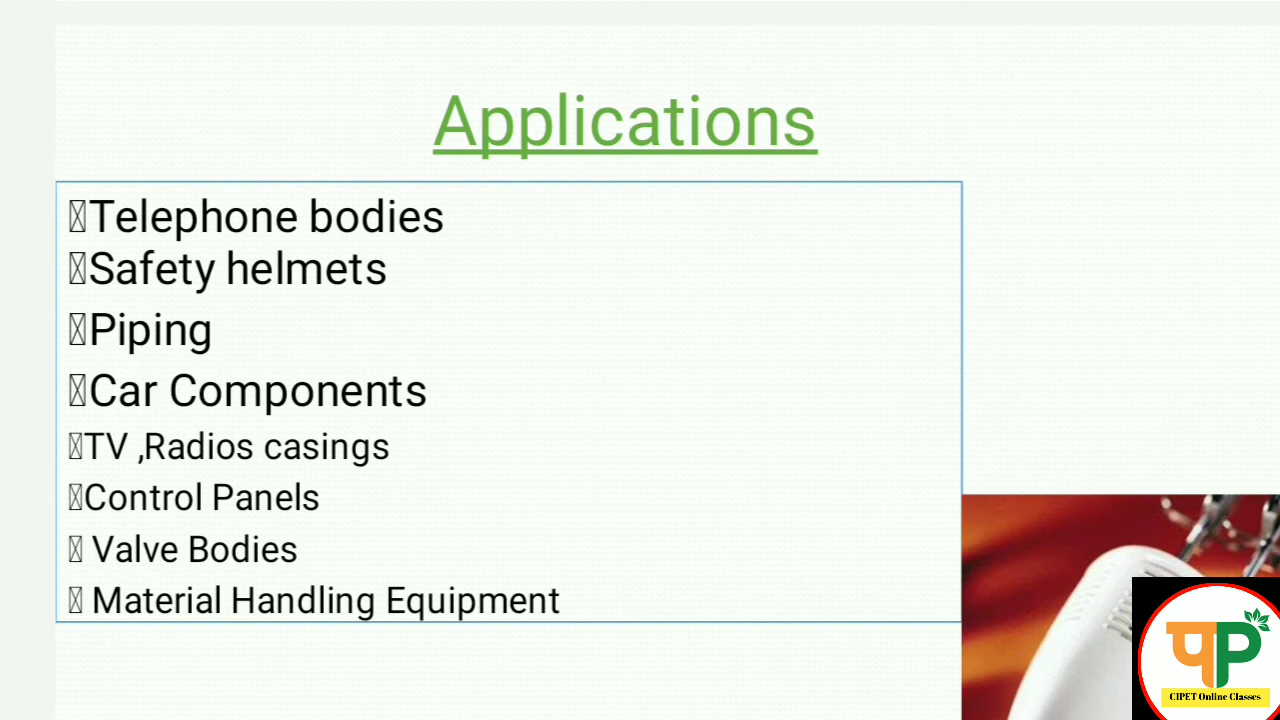 Applications
Telephone bodies
Safety helmets
Piping
Car Components
TV ,Radios casings
Control Panels
Valve Bodies
Material Handling Equipment
पP
CIPET Online Classes